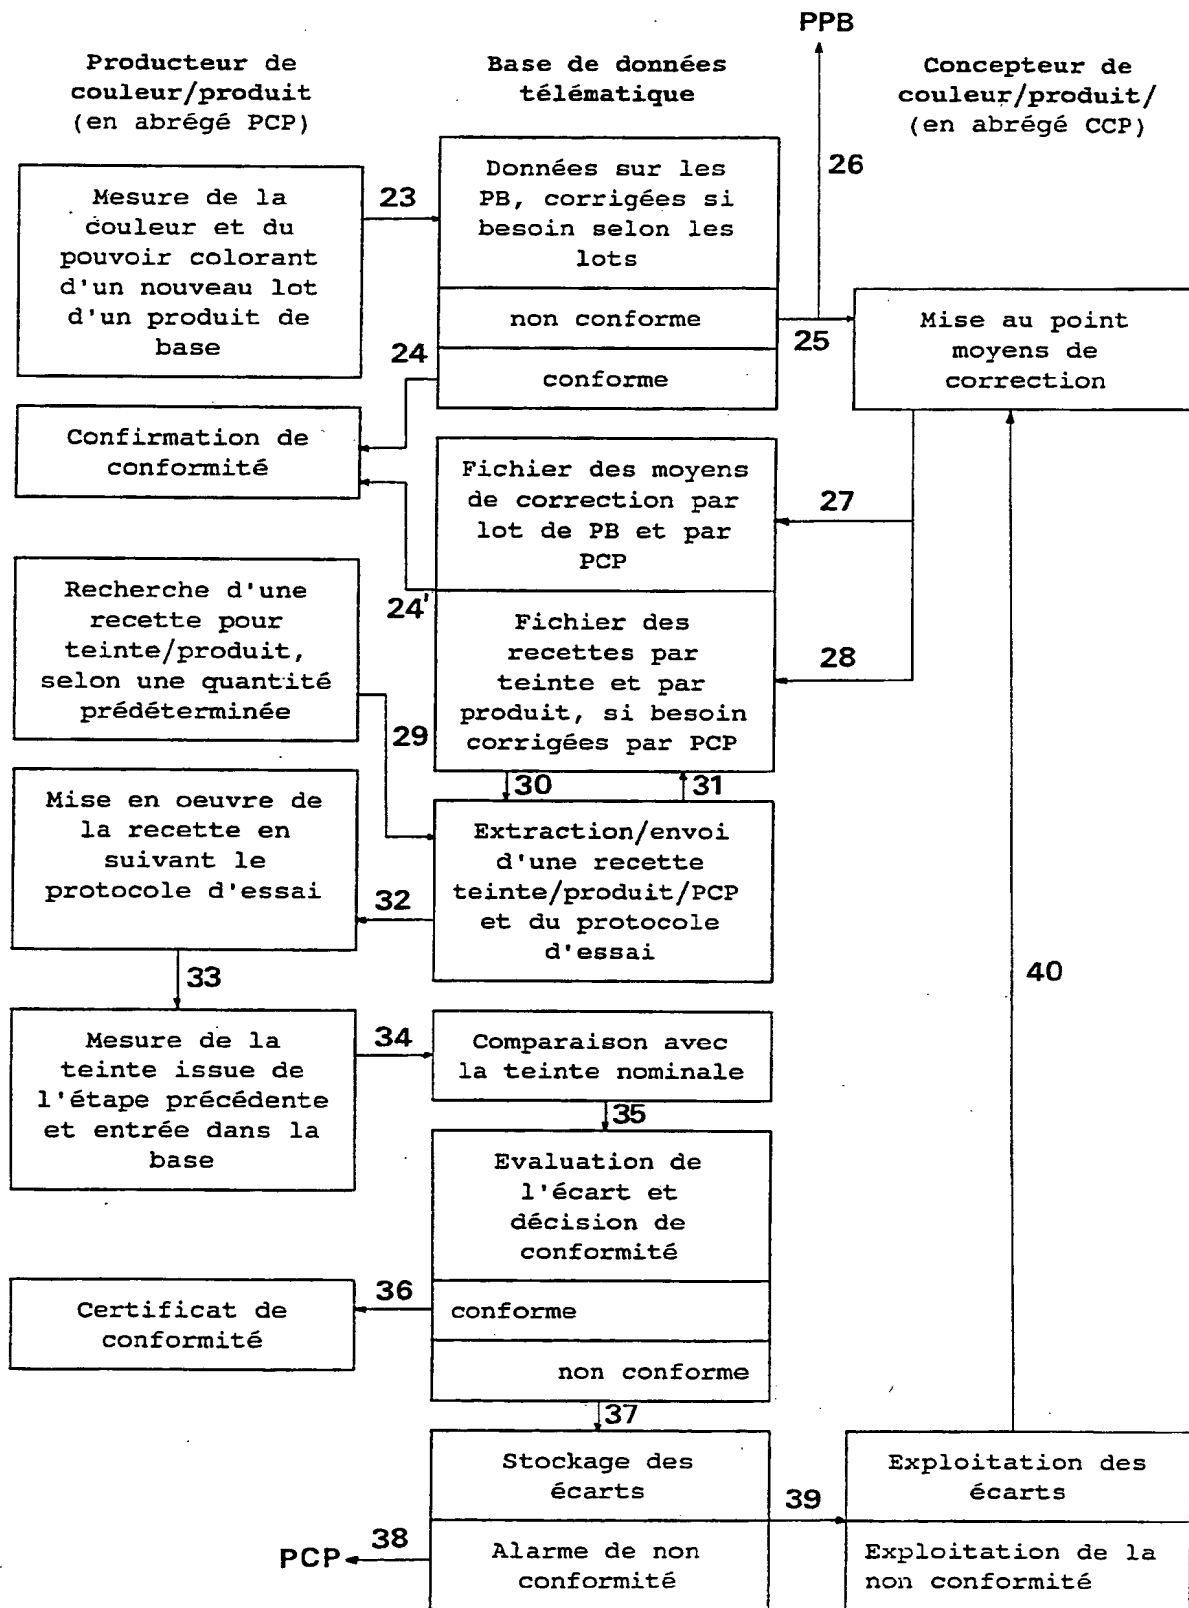 PPB
Producteur de
couleur/produit
(en abrégé PCP)
Base de données
télématique
Concepteur de
couleur/produit/
(en abrégé CCP)
26
Mesure de la
couleur et du
pouvoir colorant
d'un nouveau lot
d'un produit de
base
23
Données sur les
PB, corrigées si
besoin selon les
lots
non conforme
conforme
24
25
Mise au point
moyens de
correction
Confirmation de
conformité
Fichier des moyens
de correction par
lot de PB et par
PCP
27
24'
Recherche d'une
recette pour
teinte/produit,
selon une quantité
prédéterminée
Fichier des
recettes par
teinte et par
produit, si besoin
corrigées par PCP
28
29
30
31
Mise en oeuvre de
la recette en
suivant le
protocole d'essai
Extraction/envoi
d'une recette
teinte/produit/PCP
et du protocole
d'essai
32
33
40
Mesure de la
teinte issue de
l'étape précédente
et entrée dans la
base
34
Comparaison avec
la teinte nominale
35
Evaluation de
l'écart et
décision de
conformité
conforme
non conforme
36
Certificat de
conformité
37
Stockage des
écarts
Alarme de non
conformité
38
PCP
39
Exploitation des
écarts
Exploitation de la
non conformité